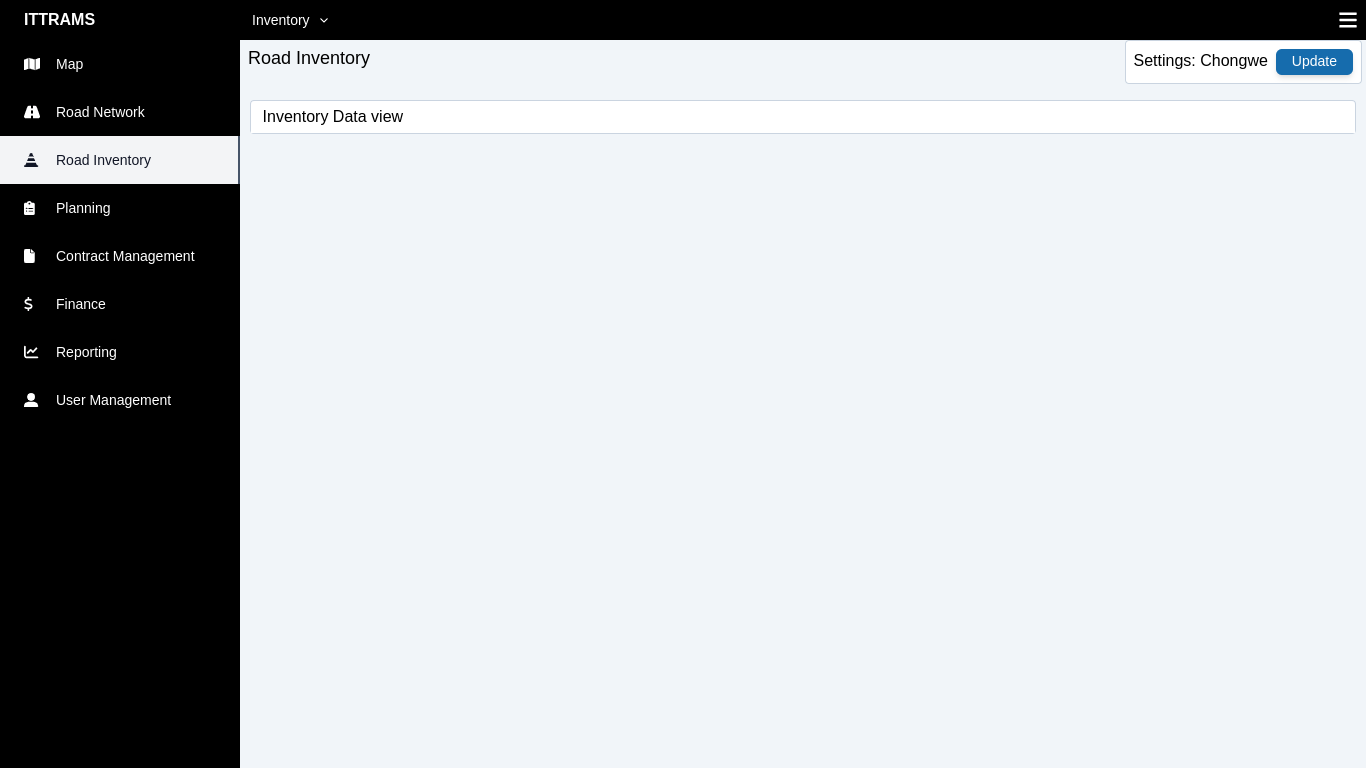 ITTRAMS
Inventory
Map
Road Network
Road Inventory
Planning
Contract Management
Finance
Reporting
User Management
Road Inventory
Settings: Chongwe
Update
Inventory Data view